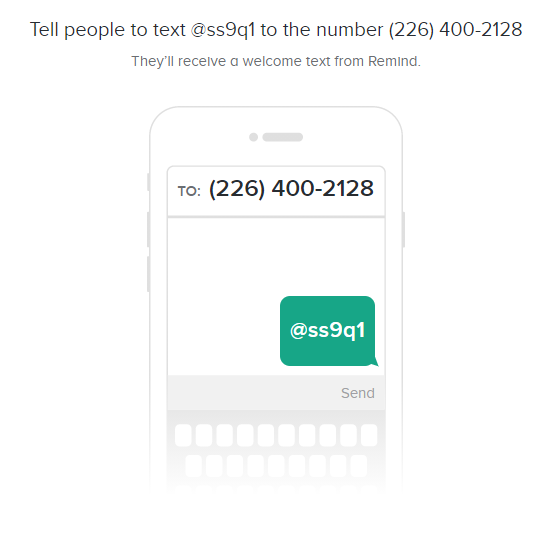 Tell people to text @ss9q1 to the number (226) 400-2128
They'll receive a welcome text from Remind.
TO: (226) 400-2128
@ss9q1
Send